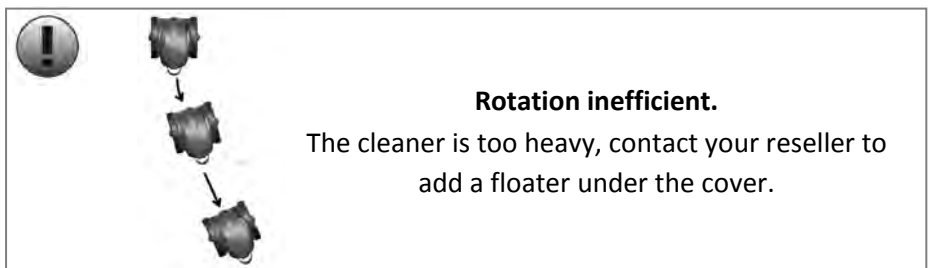 Rotation inefficient.
The cleaner is too heavy, contact your reseller to
add a floater under the cover.